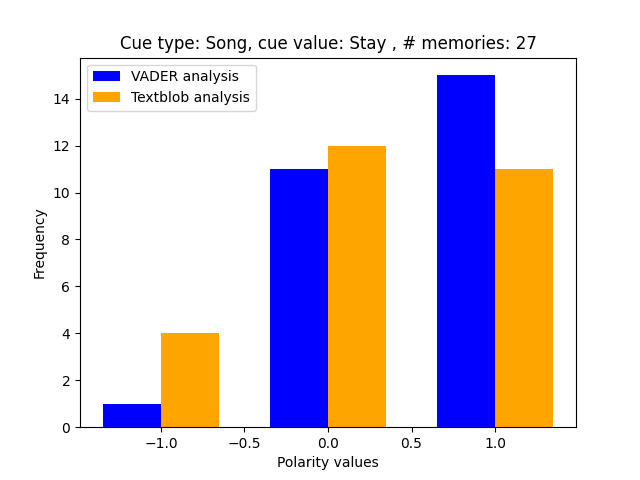 Cue type: Song, cue value: Stay , # memories: 27
VADER analysis
Textblob analysis
Frequency
14
12
10
8
6
4
2
0
−1.0
−0.5
0.0
0.5
1.0
Polarity values